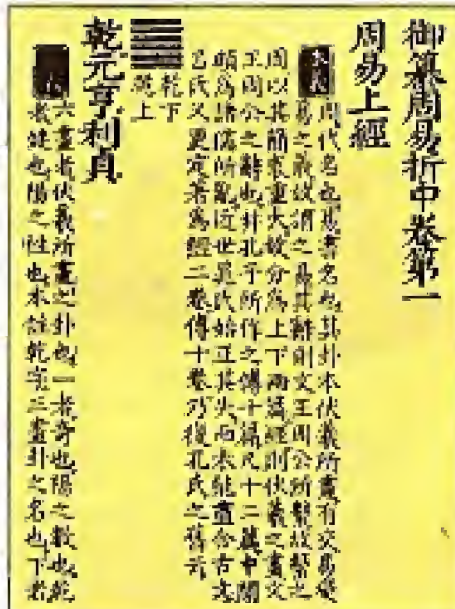 御纂周易折中卷第一
周易上經
本義
周代名也易書名也其卦本伏羲所畫有交易變
易之義故謂之易其辭則文王周公所繫故繫之
周以其簡袠重大故分為上下兩篇經則伏羲之畫文
王周公之辭也并孔子所作之傳十篇凡十二篇中間
頗為諸儒所亂近世晁氏始正其失而未能盡合古文
呂氏又更定著為經二卷傳十卷乃復孔氏之舊云
乾下
乾上
乾元亨利貞
六畫者伏羲所畫之卦也一者奇也陽之數也乾
者健也陽之性也本註乾字三畫卦之名也下者